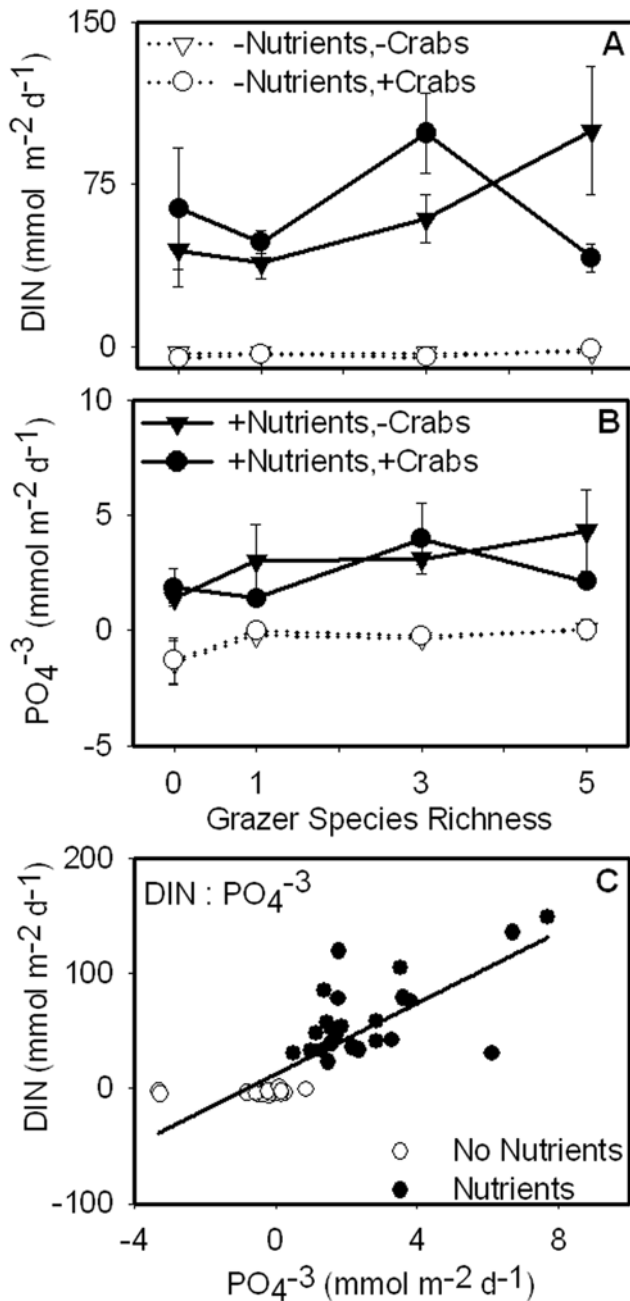 150
A
-Nutrients,-Crabs
-Nutrients,+Crabs
75
0
DIN (mmol m⁻² d⁻¹)
10
B
+Nutrients,-Crabs
+Nutrients,+Crabs
5
0
-5
PO₄⁻³ (mmol m⁻² d⁻¹)
0 1 3 5
Grazer Species Richness
200
DIN : PO₄⁻³
C
100
0
-100
DIN (mmol m⁻² d⁻¹)
No Nutrients
Nutrients
-4 0 4 8
PO₄⁻³ (mmol m⁻² d⁻¹)